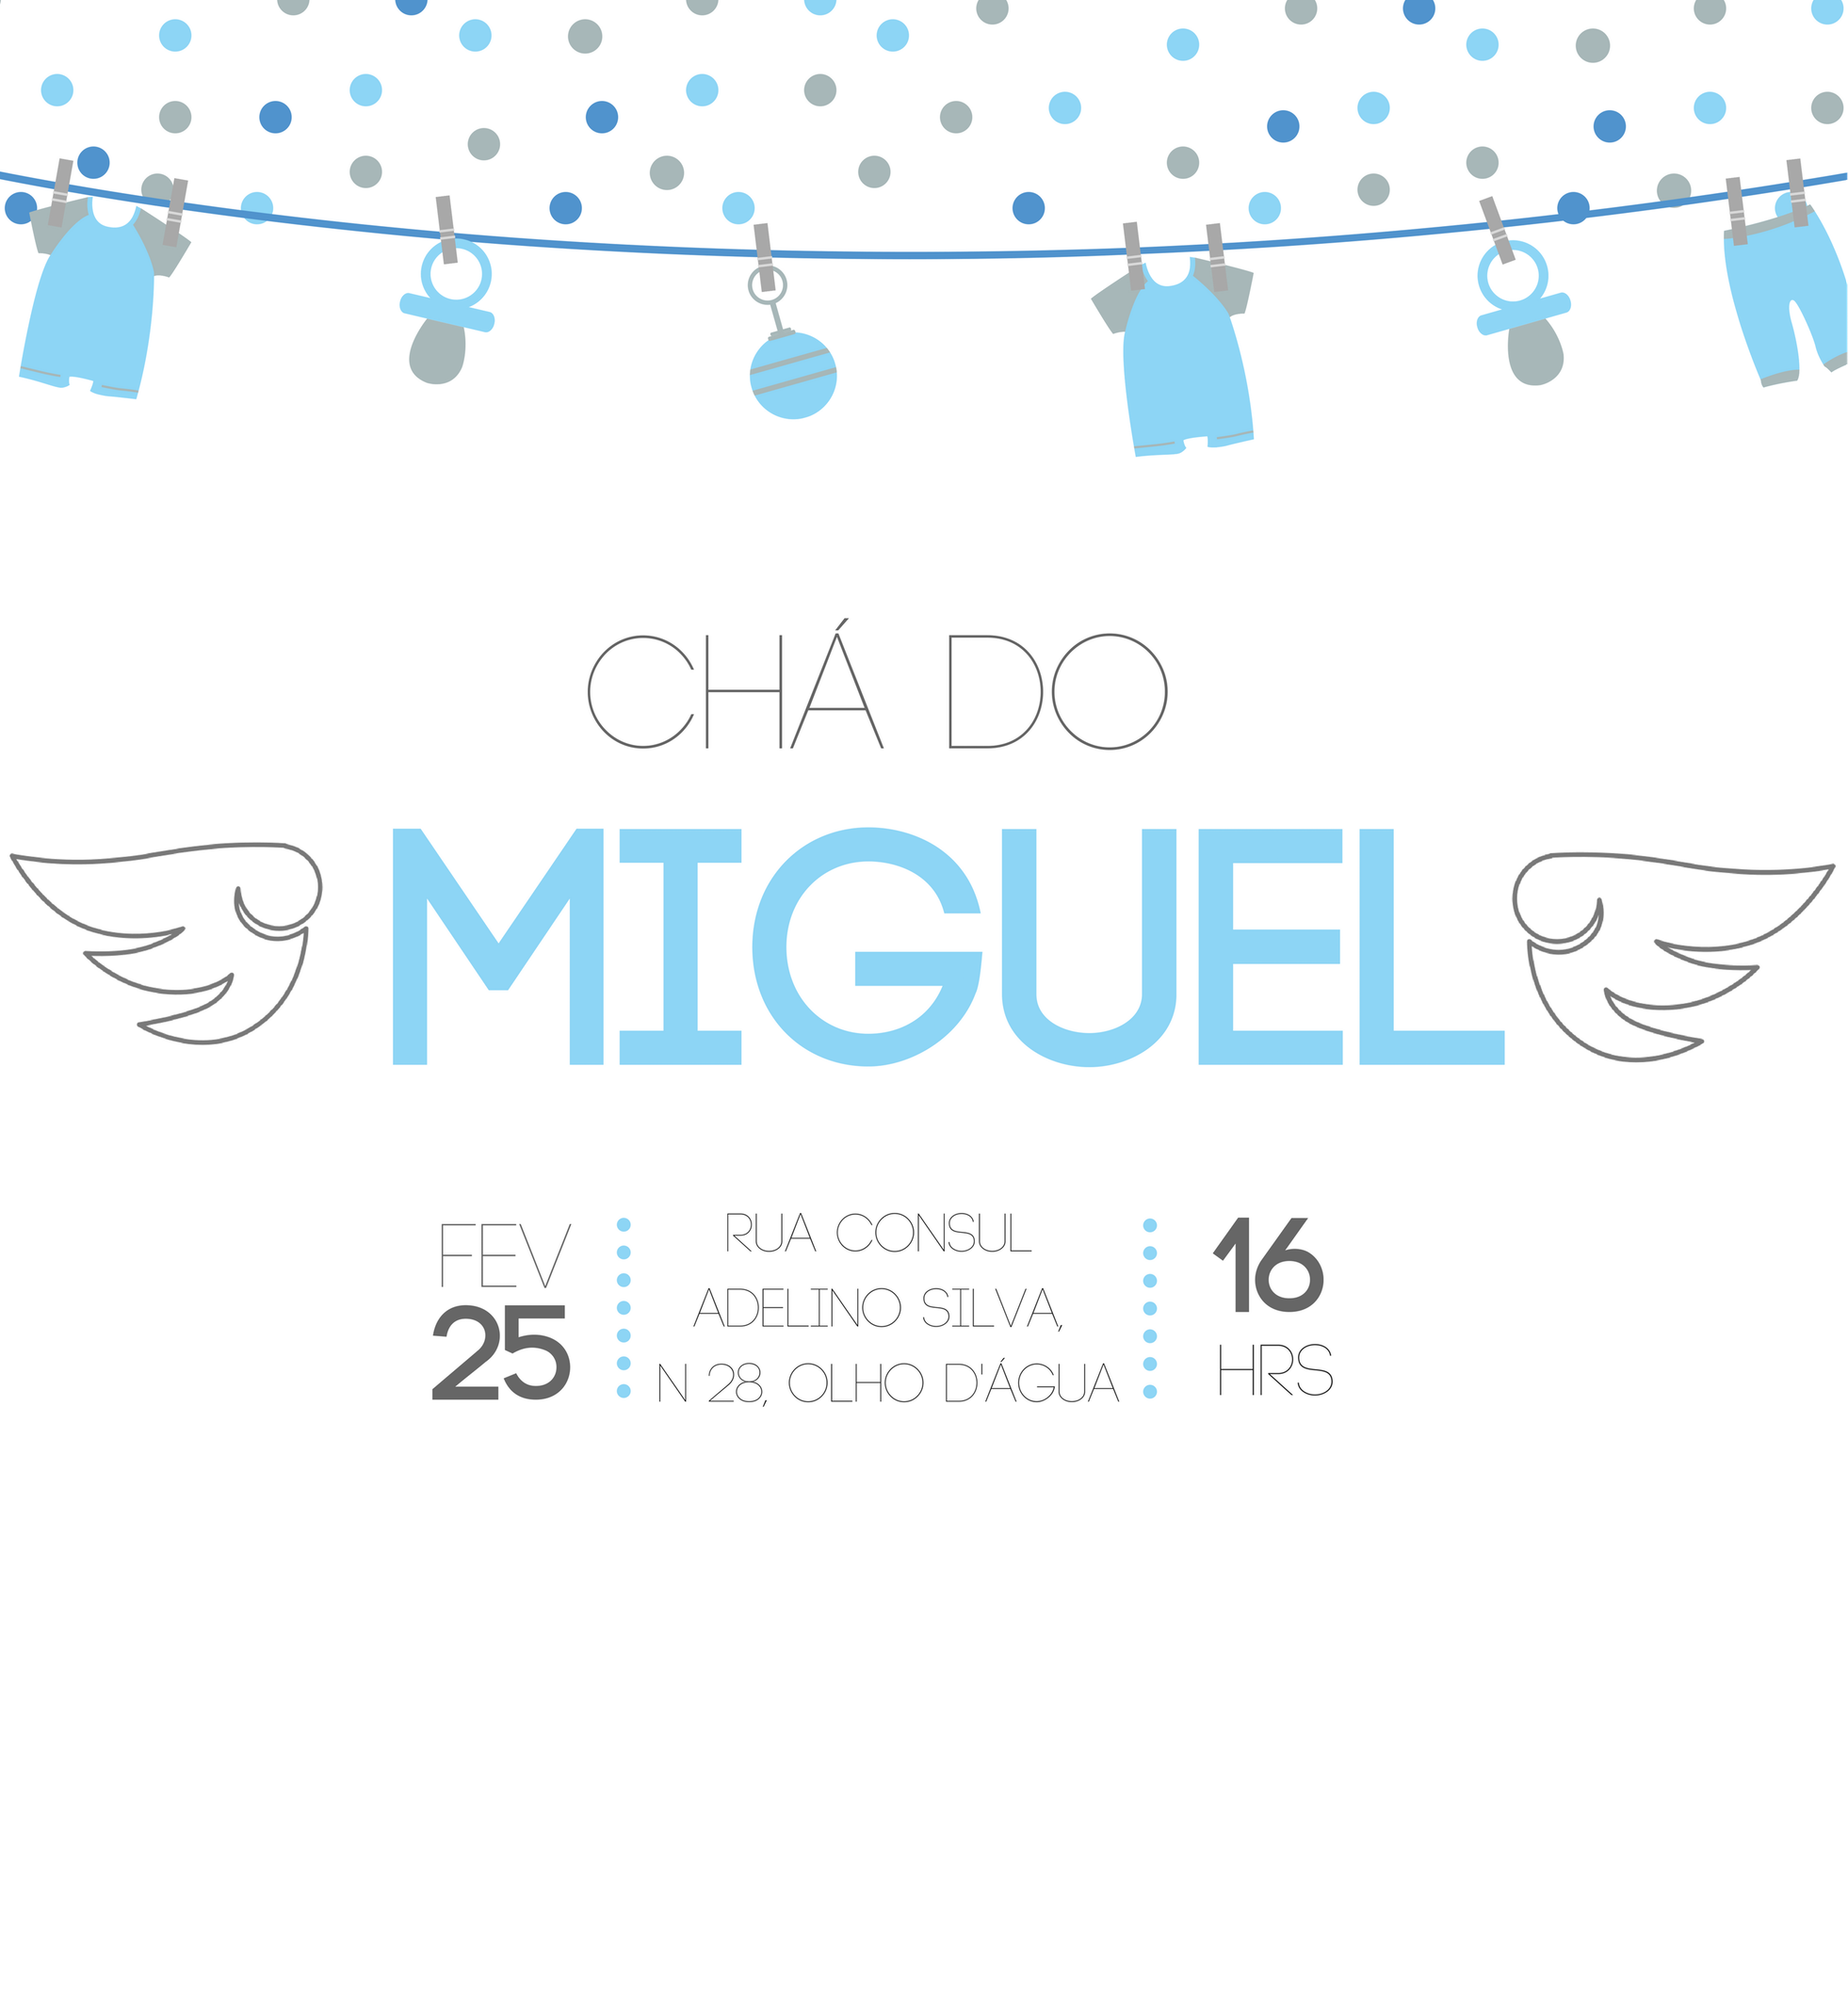 CHÁ DO
MIGUEL
FEV
25
RUA CONSUL
ADELINO SILVA,
N 28, OLHO D'ÁGUA
16
HRS